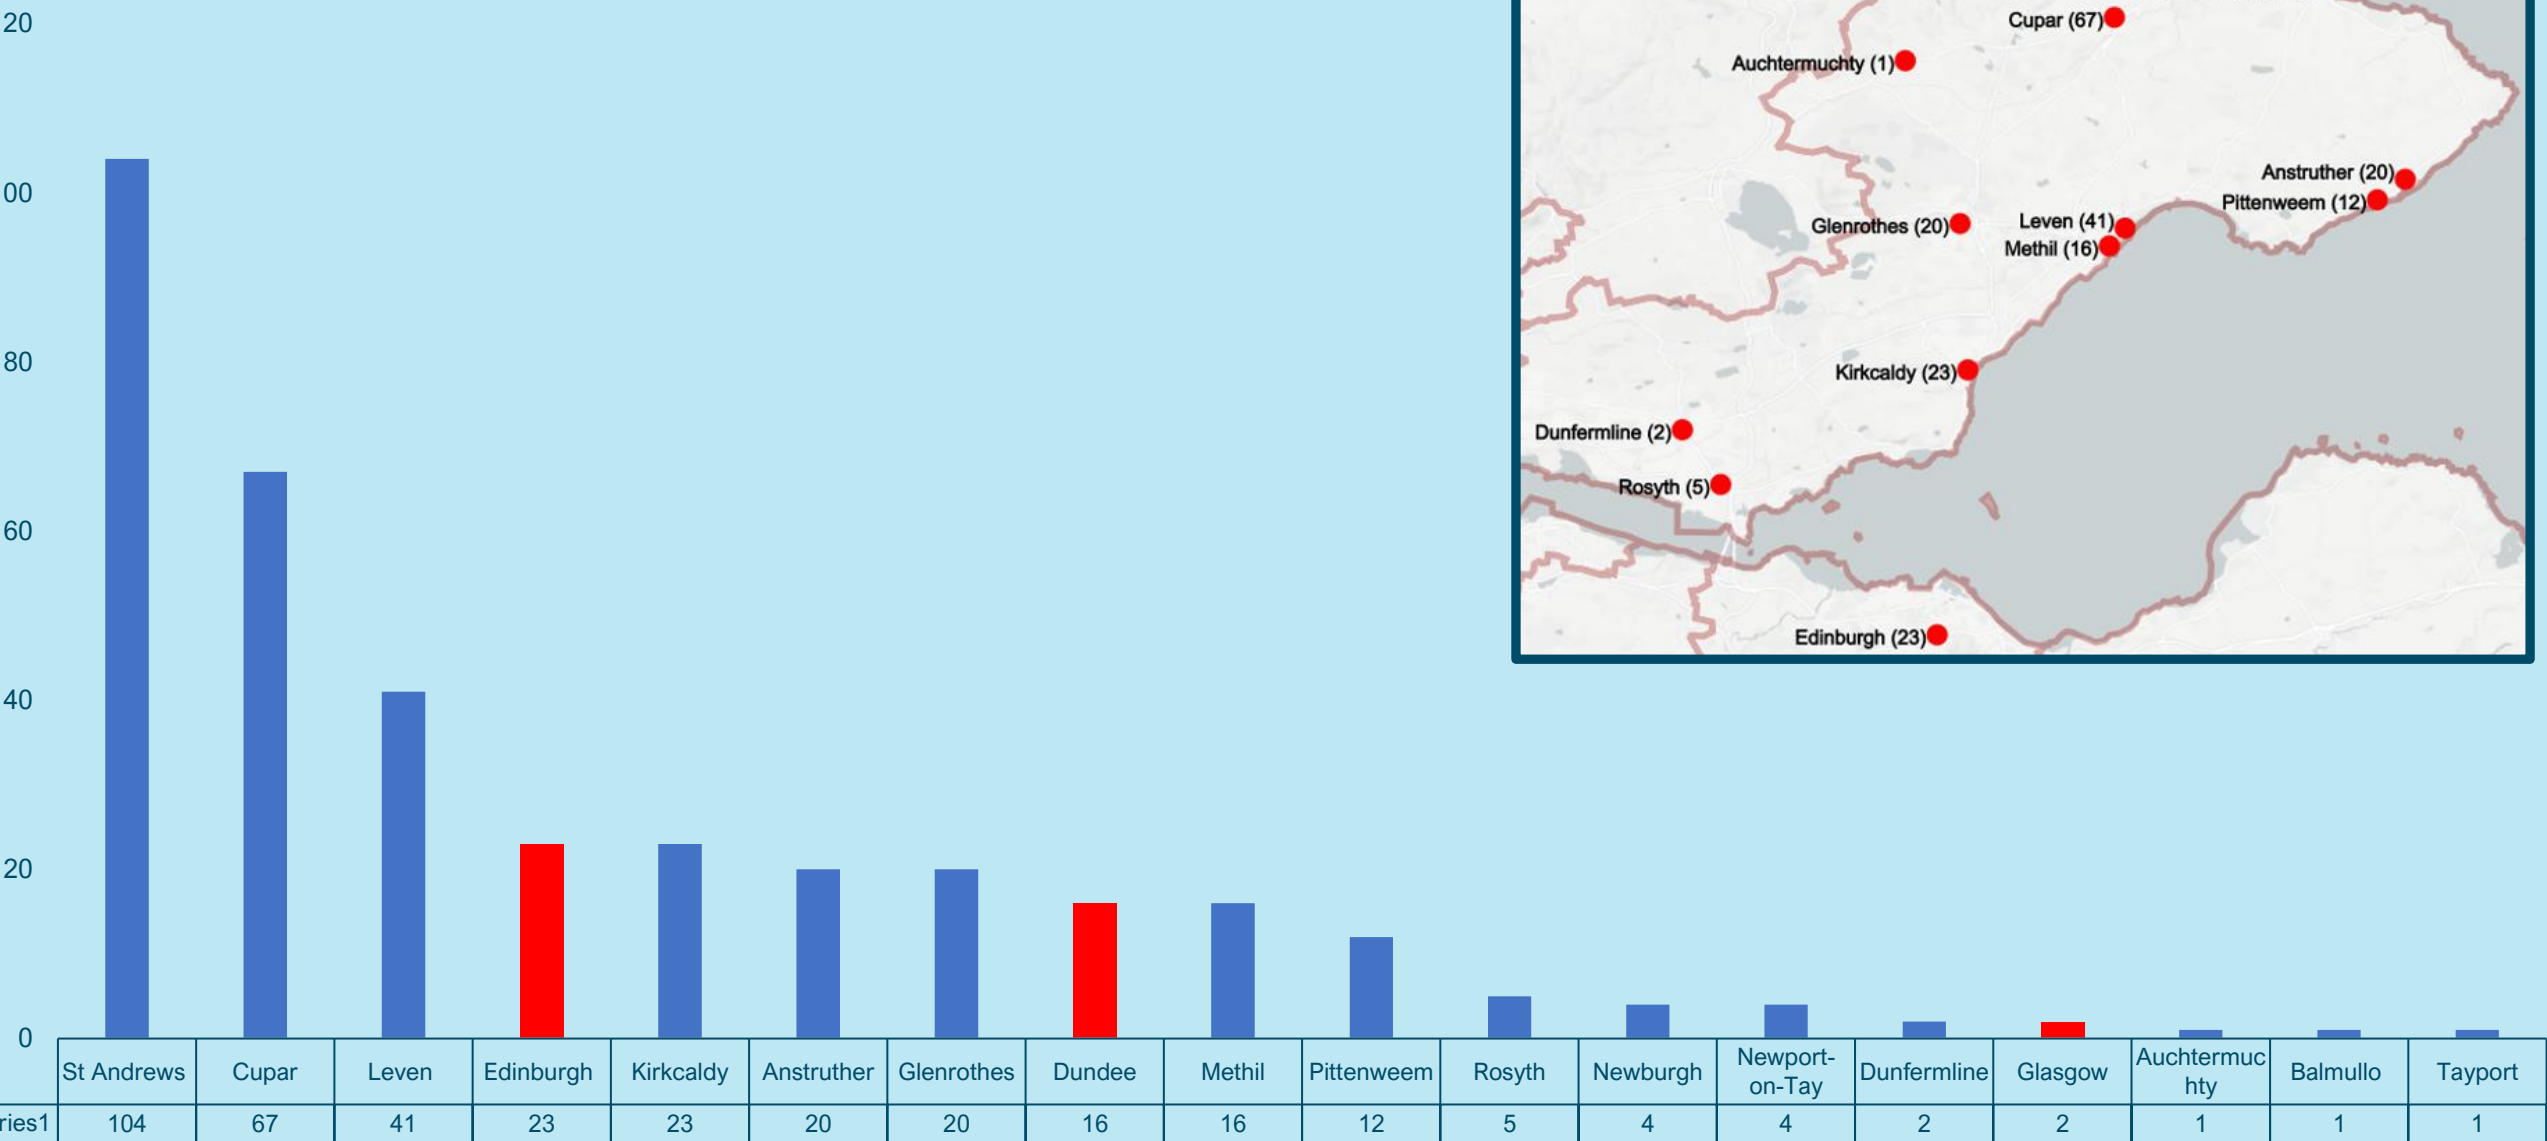 20
00
80
60
40
20
0
Cupar (67)
Auchtermuchty (1)
Anstruther (20)
Pittenweem (12)
Glenrothes (20)
Leven (41)
Methil (16)
Kirkcaldy (23)
Dunfermline (2)
Rosyth (5)
Edinburgh (23)
St Andrews Cupar Leven Edinburgh Kirkcaldy Anstruther Glenrothes Dundee Methil Pittenweem Rosyth Newburgh Newport-
on-Tay Dunfermline Glasgow Auchtermuc
hty Balmullo Tayport
ries1 104 67 41 23 23 20 20 16 16 12 5 4 4 2 2 1 1 1